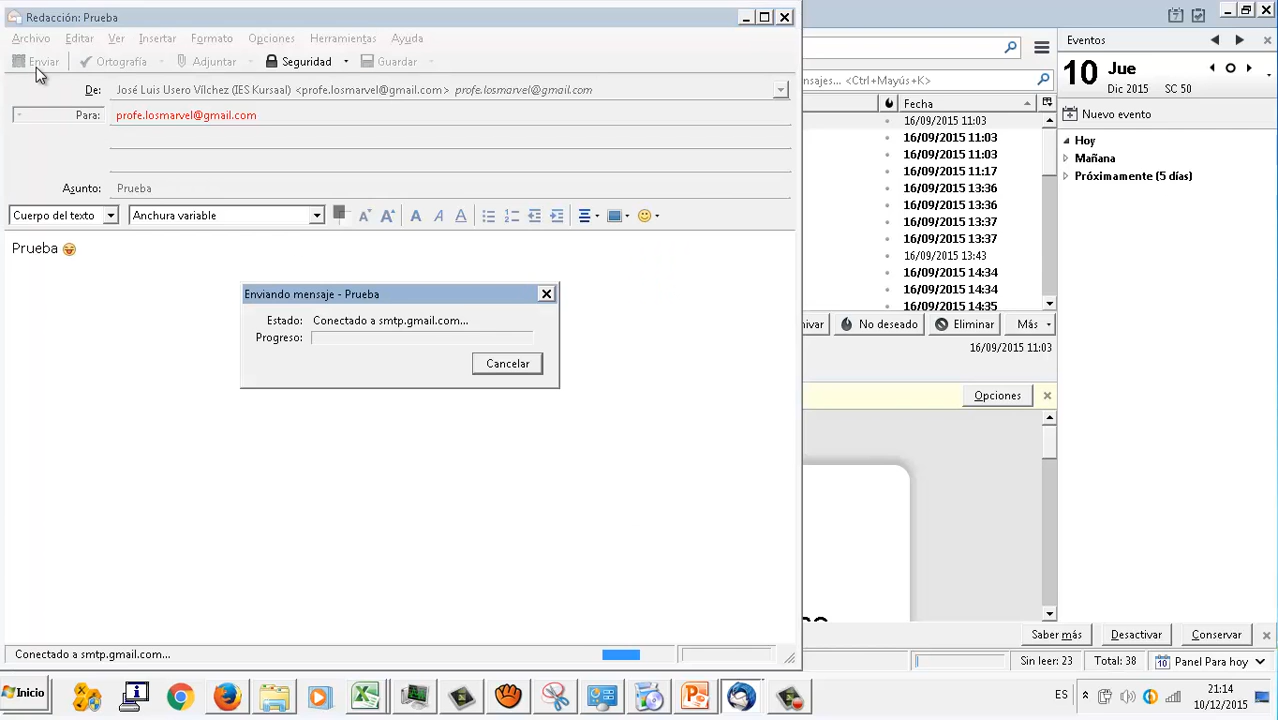 Redacción: Prueba
Archivo Editar Ver Insertar Formato Opciones Herramientas Ayuda
Enviar Ortografía Adjuntar Seguridad Guardar
De: José Luis Usero Vílchez (IES Kursaal) <profe.losmarvel@gmail.com> profe.losmarvel@gmail.com
Para: profe.losmarvel@gmail.com
Asunto: Prueba
Cuerpo del texto Anchura variable
Prueba
Enviando mensaje - Prueba
Estado: Conectado a smtp.gmail.com...
Progreso:
Cancelar
Conectado a smtp.gmail.com...
nsajes... <Ctrl+Mayús+K>
Fecha
16/09/2015 11:03
16/09/2015 11:03
16/09/2015 11:03
16/09/2015 11:17
16/09/2015 13:36
16/09/2015 13:36
16/09/2015 13:37
16/09/2015 13:37
16/09/2015 13:43
16/09/2015 14:34
16/09/2015 14:34
16/09/2015 14:35
ivar No deseado Eliminar Más
16/09/2015 11:03
Opciones
Eventos
10 Jue
Dic 2015 SC 50
Nuevo evento
Hoy
Mañana
Próximamente (5 días)
Saber más Desactivar Conservar
Sin leer: 23 Total: 38 10 Panel Para hoy
Inicio
ES
21:14
10/12/2015